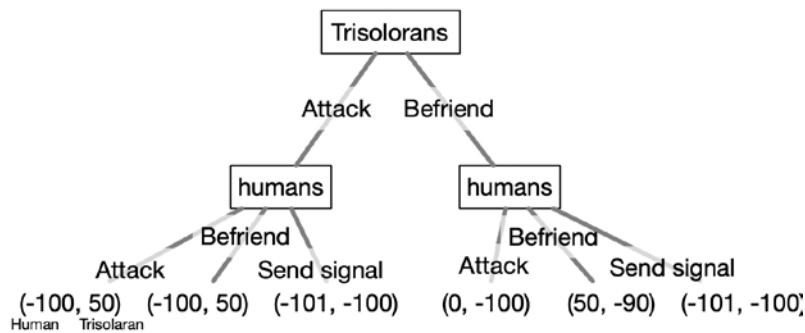 Trisolorans
Attack
Befriend
humans
humans
Attack
Befriend
Send signal
Attack
Befriend
Send signal
(-100, 50) (-100, 50) (-101, -100) (0, -100) (50, -90) (-101, -100)
Human Trisolaran